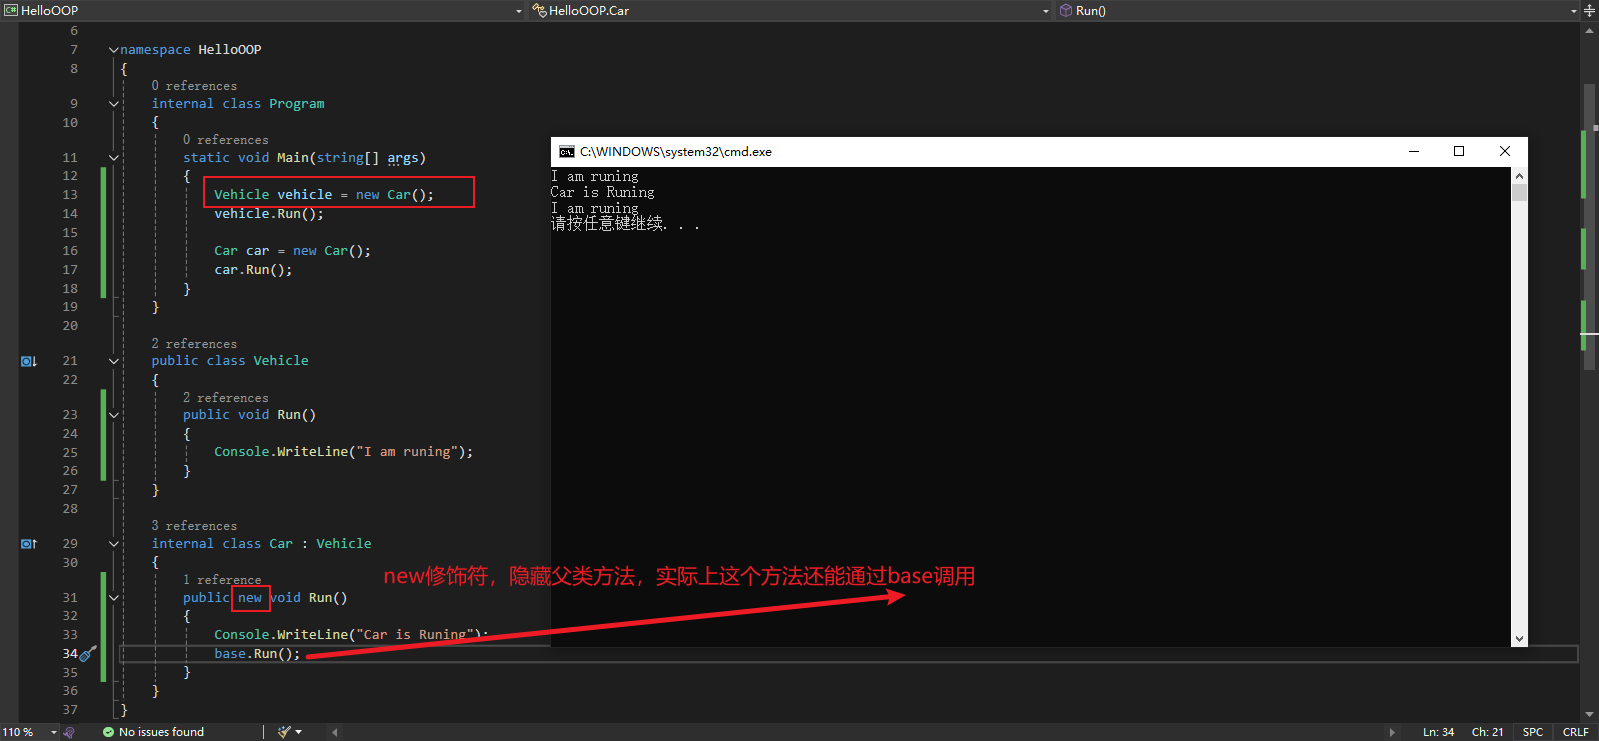 HelloOOP HelloOOP.Car Run()
6
7 namespace HelloOOP
8 {
0 references
9 internal class Program
10 {
0 references
11 static void Main(string[] args)
12 {
13 Vehicle vehicle = new Car();
14 vehicle.Run();
15
16 Car car = new Car();
17 car.Run();
18 }
19 }
20
2 references
21 public class Vehicle
22 {
2 references
23 public void Run()
24 {
25 Console.WriteLine("I am runing");
26 }
27 }
28
3 references
29 internal class Car : Vehicle
30 {
1 reference
31 public new void Run()
32 {
33 Console.WriteLine("Car is Runing");
34 base.Run();
35 }
36 }
37 }
C:\WINDOWS\system32\cmd.exe
I am runing
Car is Runing
I am runing
请按任意键继续. . .
new修饰符，隐藏父类方法，实际上这个方法还能通过base调用
110 % No issues found Ln: 34 Ch: 21 SPC CRLF